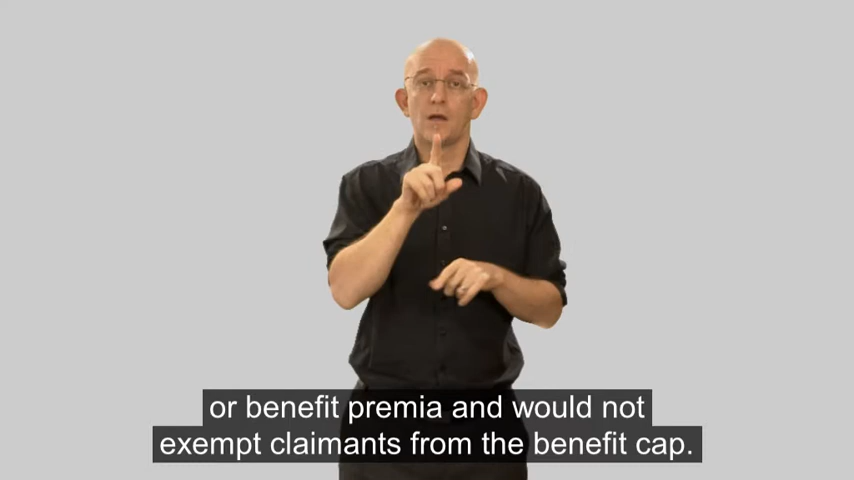 or benefit premia and would not
exempt claimants from the benefit cap.